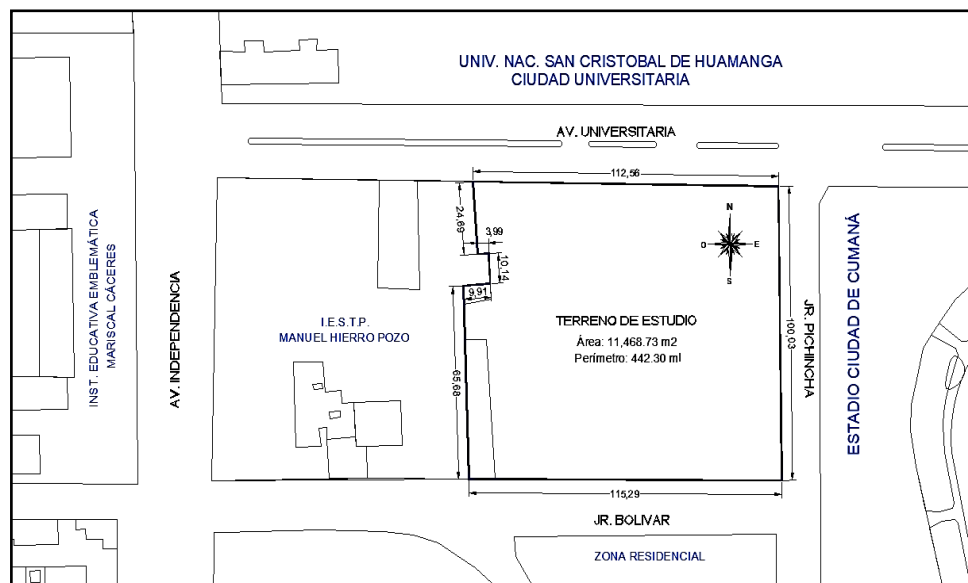 UNIV. NAC. SAN CRISTOBAL DE HUAMANGA
CIUDAD UNIVERSITARIA
AV. UNIVERSITARIA
112,56
24,69
3,99
10,14
9,91
65,68
N
O
E
S
INST. EDUCATIVA EMBLEMÁTICA
MARISCAL CÁCERES
AV. INDEPENDENCIA
I.E.S.T.P.
MANUEL HIERRO POZO
TERRENO DE ESTUDIO
Área: 11,468.73 m2
Perímetro: 442.30 ml
100,03
JR. PICHINCHA
ESTADIO CIUDAD DE CUMANÁ
115,29
JR. BOLIVAR
ZONA RESIDENCIAL